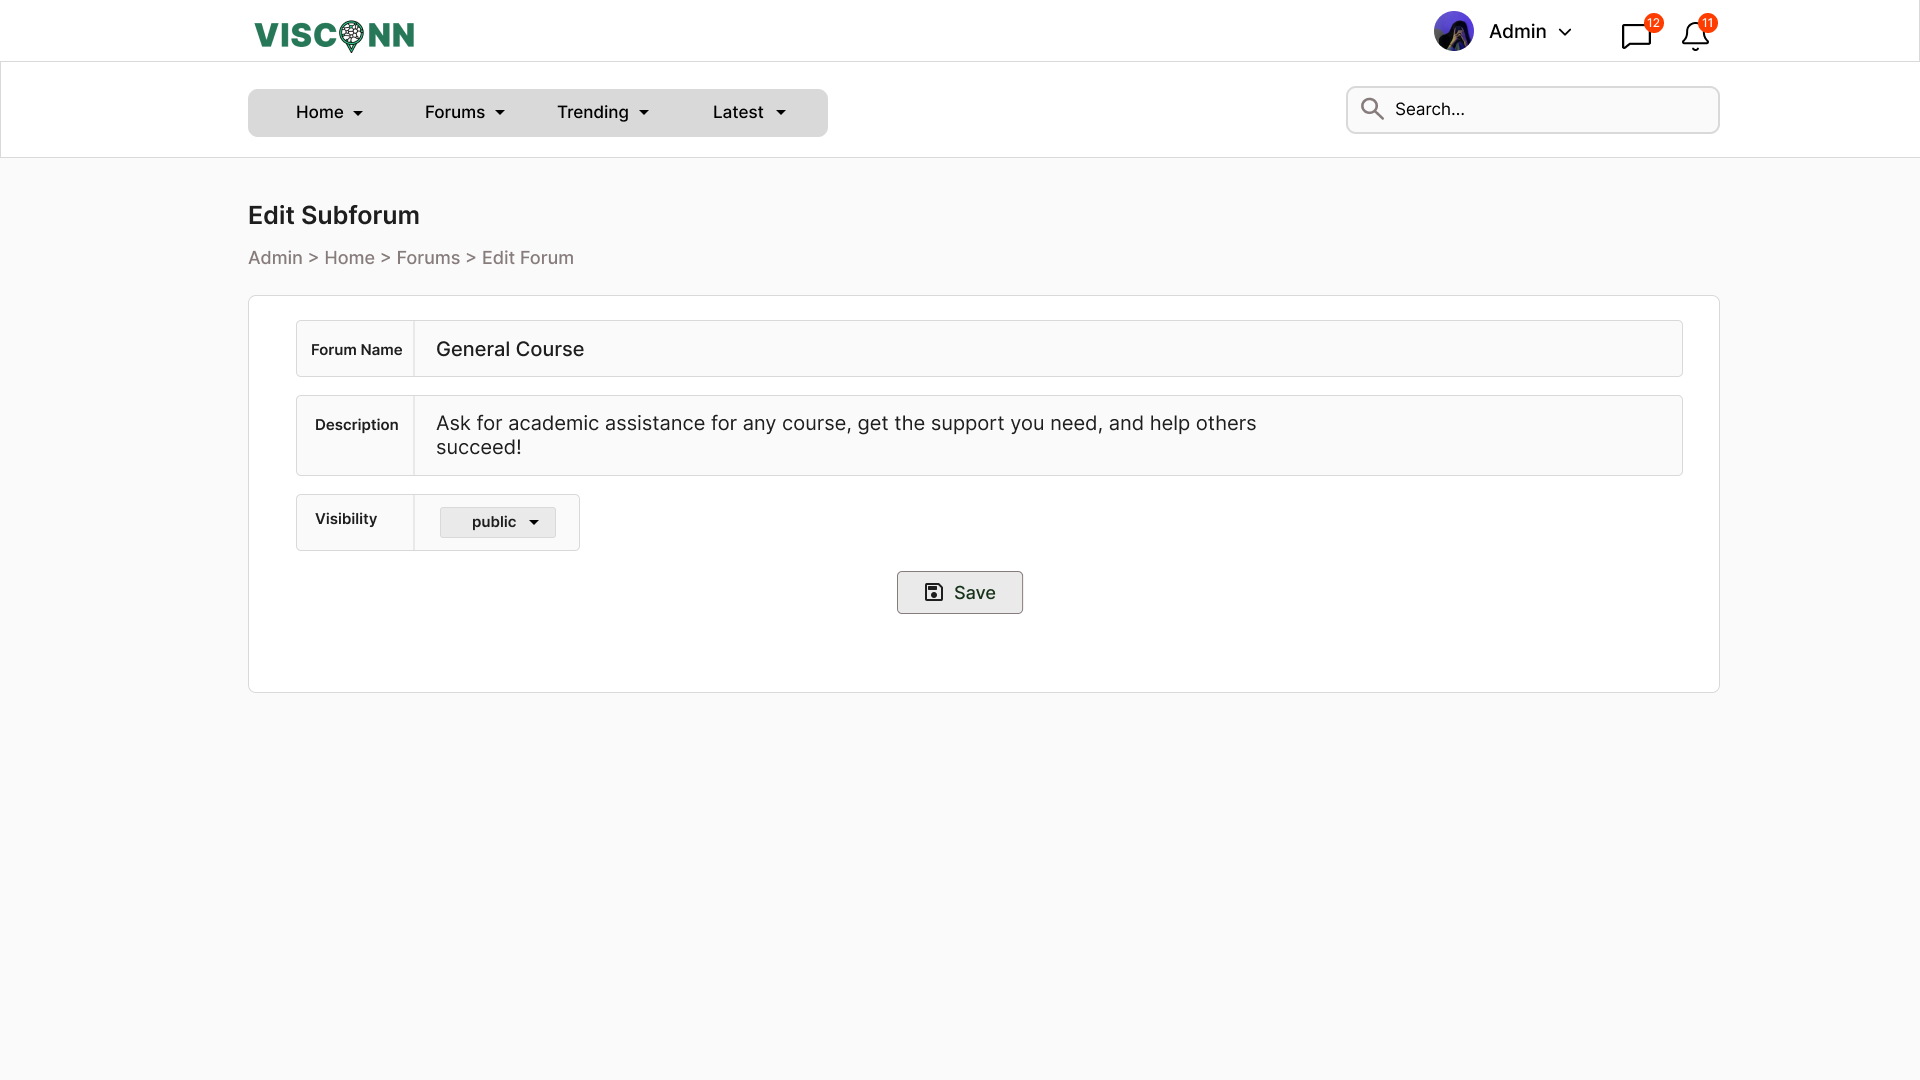 VISCONN
Admin
12
11
Home
Forums
Trending
Latest
Search...
Edit Subforum
Admin > Home > Forums > Edit Forum
Forum Name
General Course
Description
Ask for academic assistance for any course, get the support you need, and help others
succeed!
Visibility
public
Save